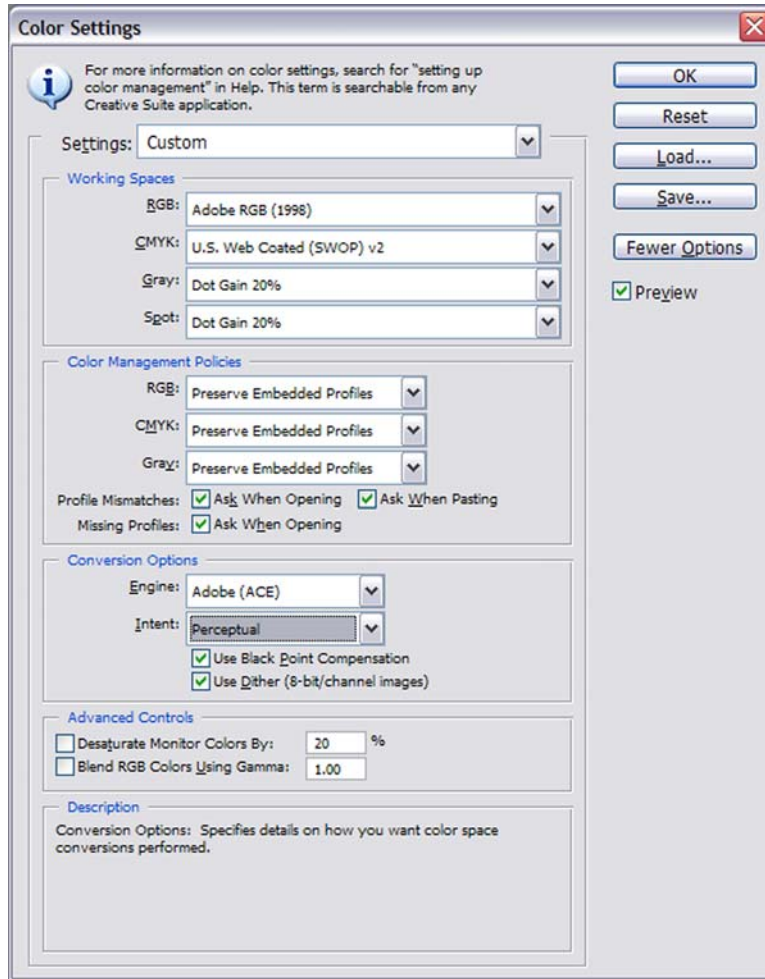 Color Settings
For more information on color settings, search for "setting up
color management" in Help. This term is searchable from any
Creative Suite application.
Settings: Custom
Working Spaces
RGB: Adobe RGB (1998)
CMYK: U.S. Web Coated (SWOP) v2
Gray: Dot Gain 20%
Spot: Dot Gain 20%
Color Management Policies
RGB: Preserve Embedded Profiles
CMYK: Preserve Embedded Profiles
Gray: Preserve Embedded Profiles
Profile Mismatches: Ask When Opening Ask When Pasting
Missing Profiles: Ask When Opening
Conversion Options
Engine: Adobe (ACE)
Intent: Perceptual
Use Black Point Compensation
Use Dither (8-bit/channel images)
Advanced Controls
Desaturate Monitor Colors By: 20 %
Blend RGB Colors Using Gamma: 1.00
Description
Conversion Options: Specifies details on how you want color space
conversions performed.
OK
Reset
Load...
Save...
Fewer Options
Preview